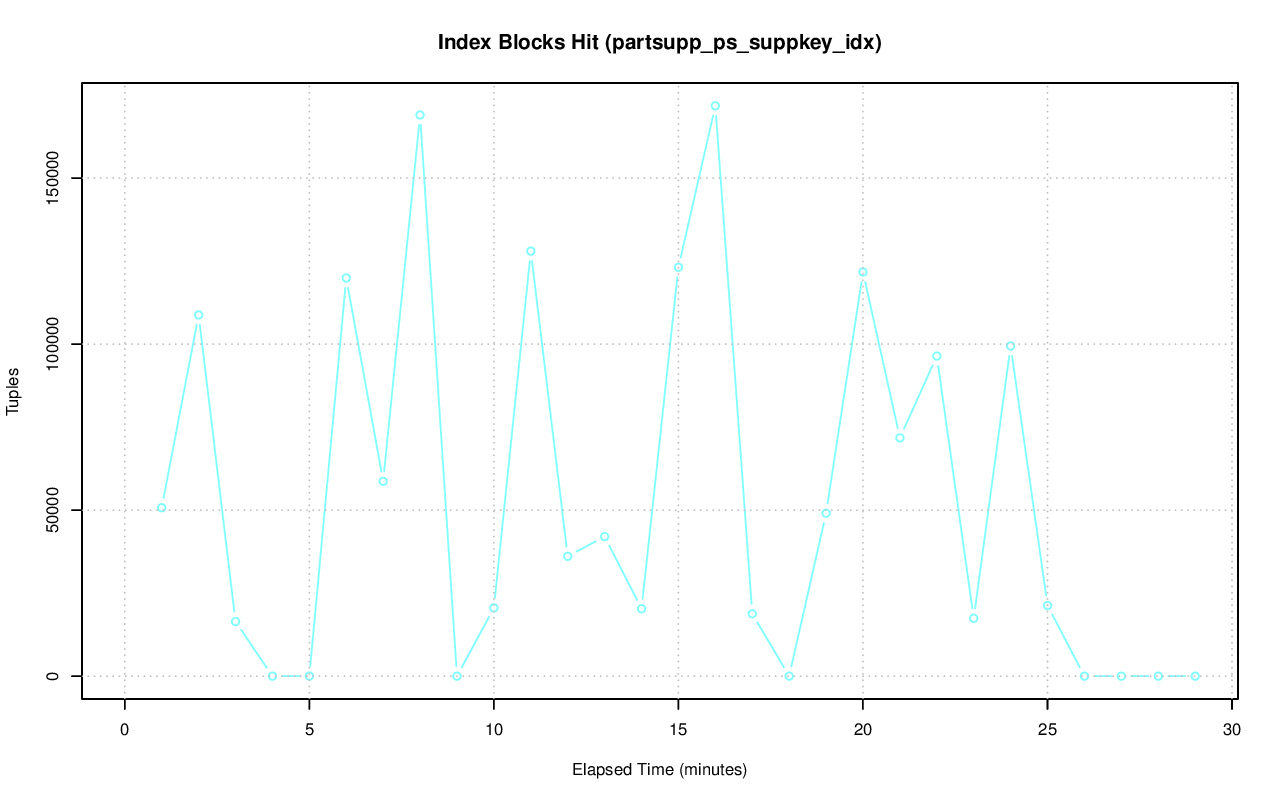 Index Blocks Hit (partsupp_ps_suppkey_idx)
150000
100000
50000
0
Tuples
0 5 10 15 20 25 30
Elapsed Time (minutes)